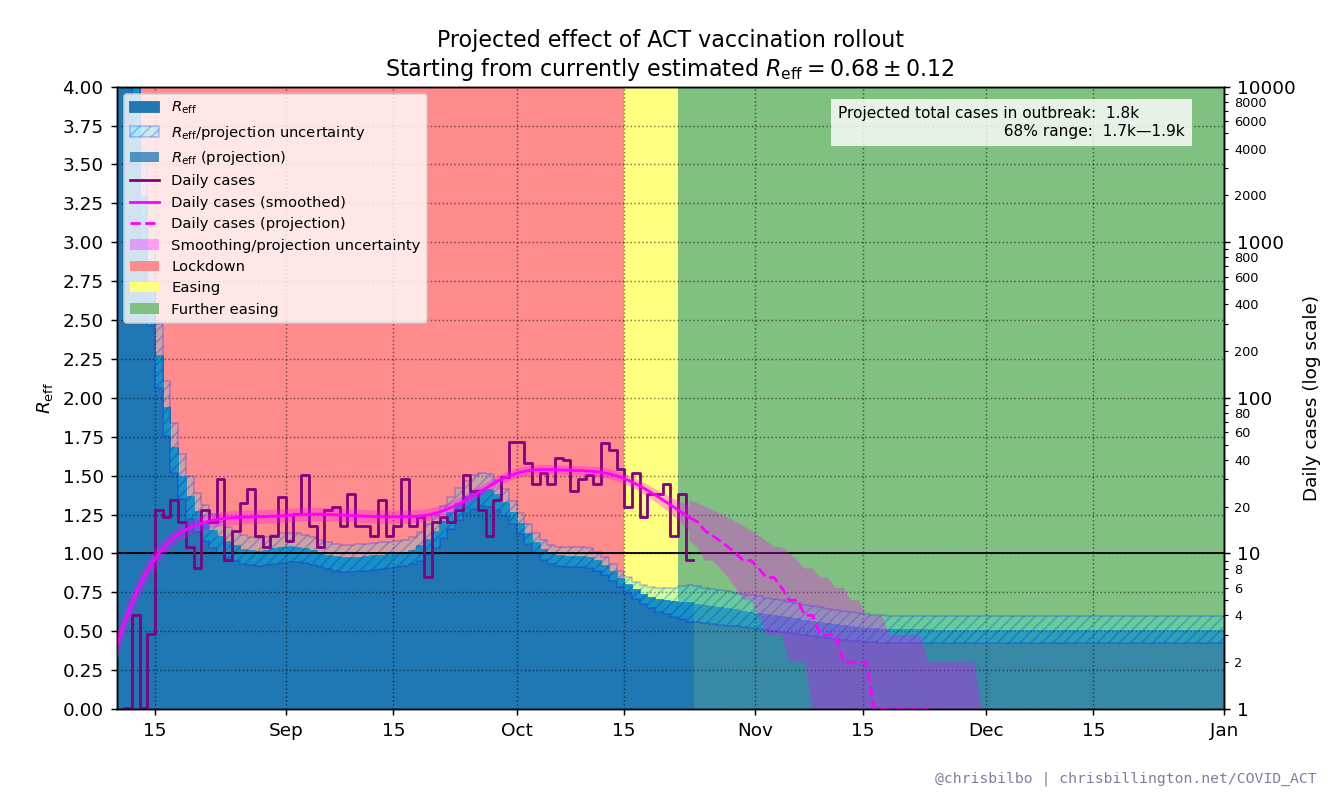 Projected effect of ACT vaccination rollout
Starting from currently estimated Reff = 0.68 ± 0.12
4.00
3.75
3.50
3.25
3.00
2.75
2.50
2.25
2.00
1.75
1.50
1.25
1.00
0.75
0.50
0.25
0.00
Reff
Reff
Reff/projection uncertainty
Reff (projection)
Daily cases
Daily cases (smoothed)
Daily cases (projection)
Smoothing/projection uncertainty
Lockdown
Easing
Further easing
Projected total cases in outbreak: 1.8k
68% range: 1.7k—1.9k
10000
8000
6000
4000
2000
1000
800
600
400
200
100
80
60
40
20
10
8
6
4
2
1
Daily cases (log scale)
15 Sep 15 Oct 15 Nov 15 Dec 15 Jan
@chrisbilbo | chrisbillington.net/COVID_ACT